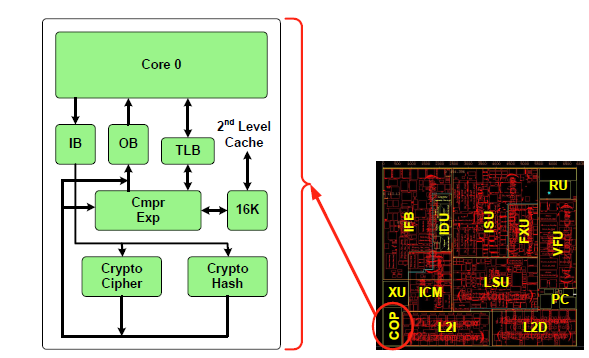 Core 0
IB
OB
TLB
2nd Level
Cache
Cmpr
Exp
16K
Crypto
Cipher
Crypto
Hash
RU
IFB
IDU
ISU
FXU
VFU
XU
ICM
LSU
PC
COP
L2I
L2D